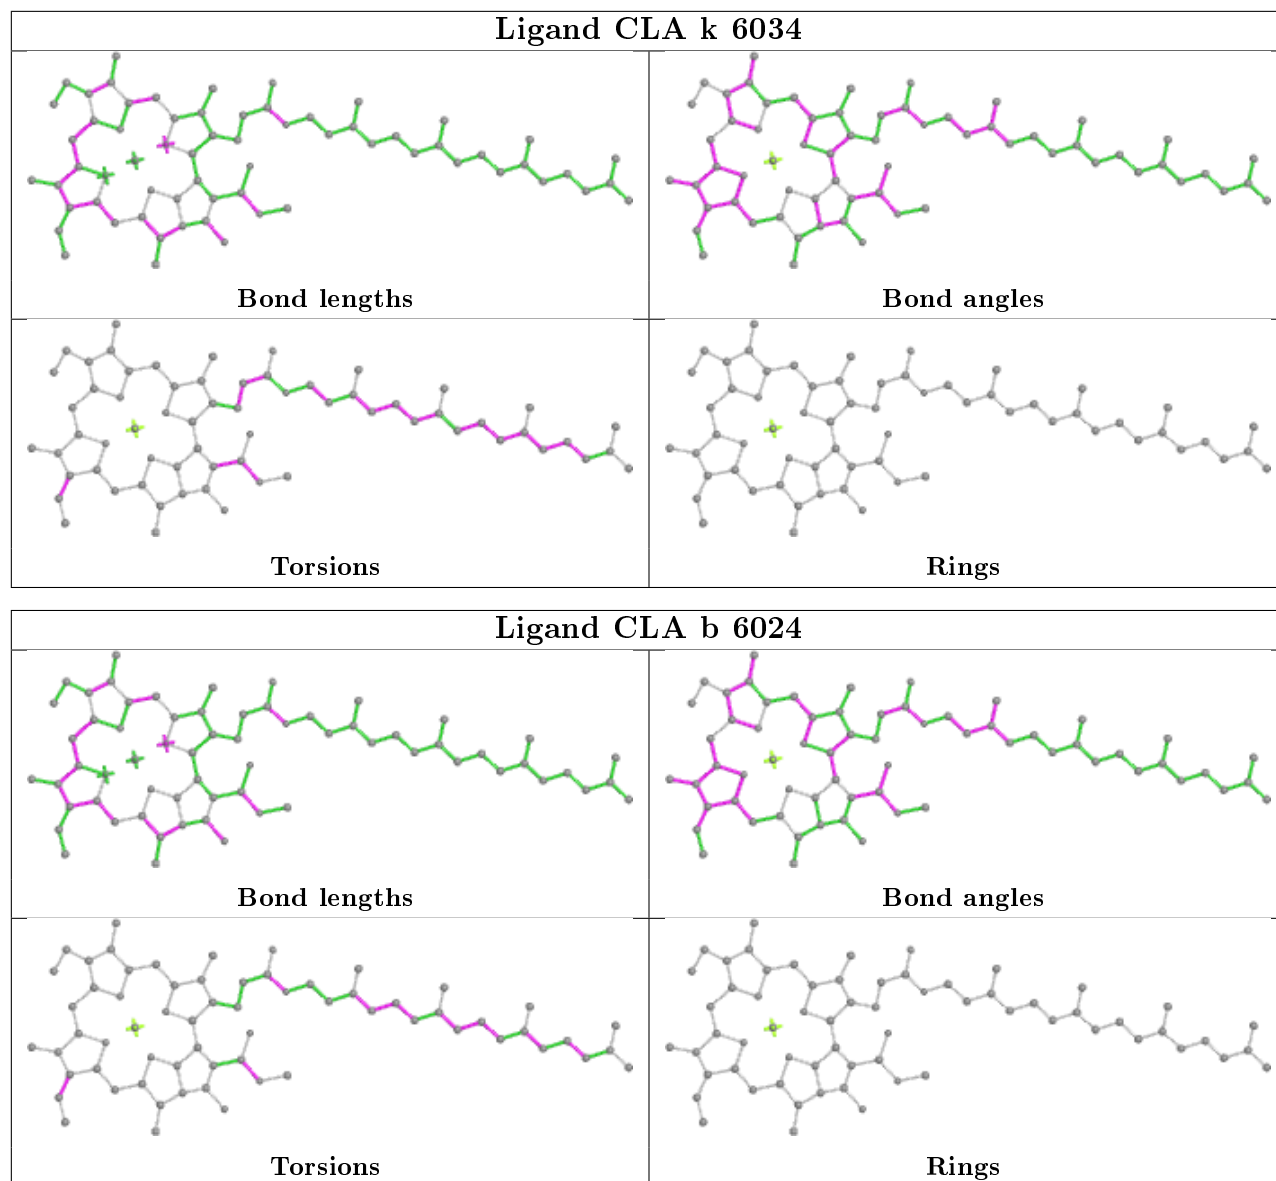 Ligand CLA k 6034
Bond lengths
Bond angles
Torsions
Rings
Ligand CLA b 6024
Bond lengths
Bond angles
Torsions
Rings